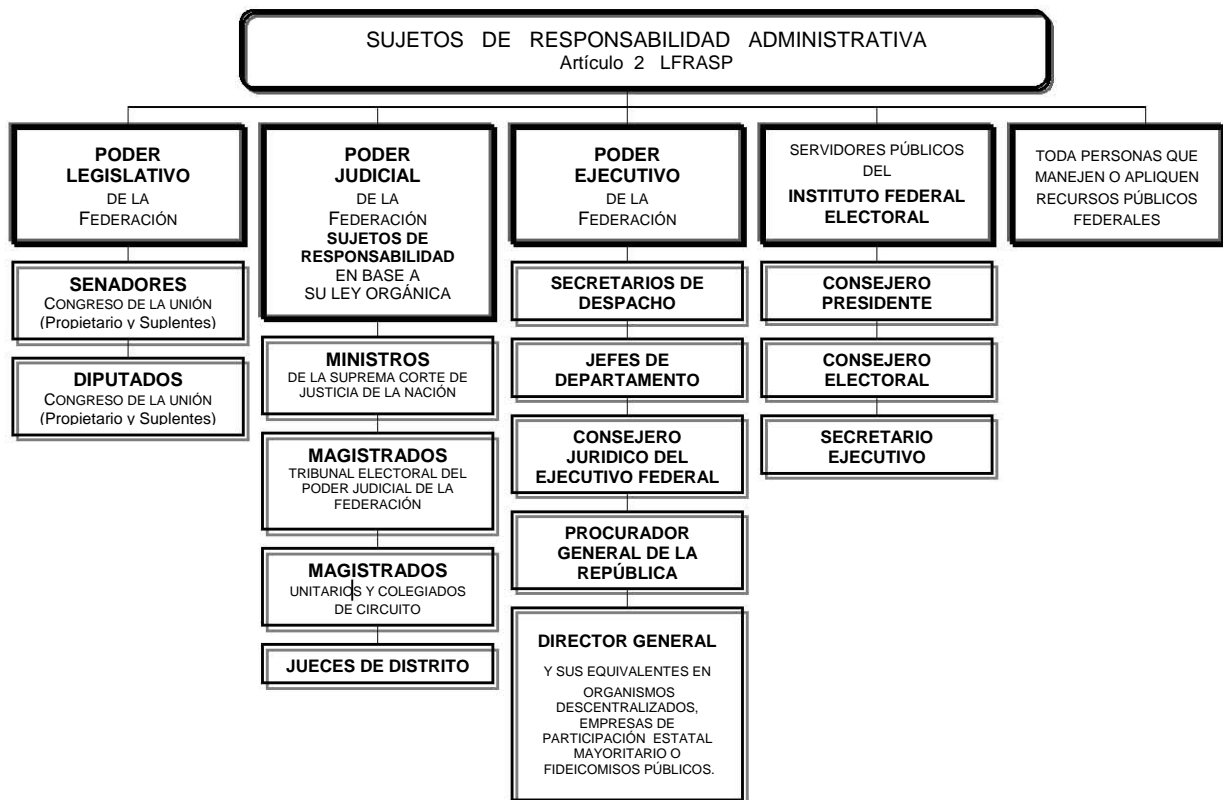 SUJETOS DE RESPONSABILIDAD ADMINISTRATIVA
Artículo 2 LFRASP
PODER
LEGISLATIVO
DE LA
FEDERACIÓN
SENADORES
CONGRESO DE LA UNIÓN
(Propietario y Suplentes)
DIPUTADOS
CONGRESO DE LA UNIÓN
(Propietario y Suplentes)
PODER
JUDICIAL
DE LA
FEDERACIÓN
SUJETOS DE
RESPONSABILIDAD
EN BASE A
SU LEY ORGÁNICA
MINISTROS
DE LA SUPREMA CORTE DE
JUSTICIA DE LA NACIÓN
MAGISTRADOS
TRIBUNAL ELECTORAL DEL
PODER JUDICIAL DE LA
FEDERACIÓN
MAGISTRADOS
UNITARIOS Y COLEGIADOS
DE CIRCUITO
JUECES DE DISTRITO
PODER
EJECUTIVO
DE LA
FEDERACIÓN
SECRETARIOS DE
DESPACHO
JEFES DE
DEPARTAMENTO
CONSEJERO
JURIDICO DEL
EJECUTIVO FEDERAL
PROCURADOR
GENERAL DE LA
REPÚBLICA
DIRECTOR GENERAL
Y SUS EQUIVALENTES EN
ORGANISMOS
DESCENTRALIZADOS,
EMPRESAS DE
PARTICIPACIÓN ESTATAL
MAYORITARIO O
FIDEICOMISOS PÚBLICOS.
SERVIDORES PÚBLICOS
DEL
INSTITUTO FEDERAL
ELECTORAL
CONSEJERO
PRESIDENTE
CONSEJERO
ELECTORAL
SECRETARIO
EJECUTIVO
TODA PERSONAS QUE
MANEJEN O APLIQUEN
RECURSOS PÚBLICOS
FEDERALES